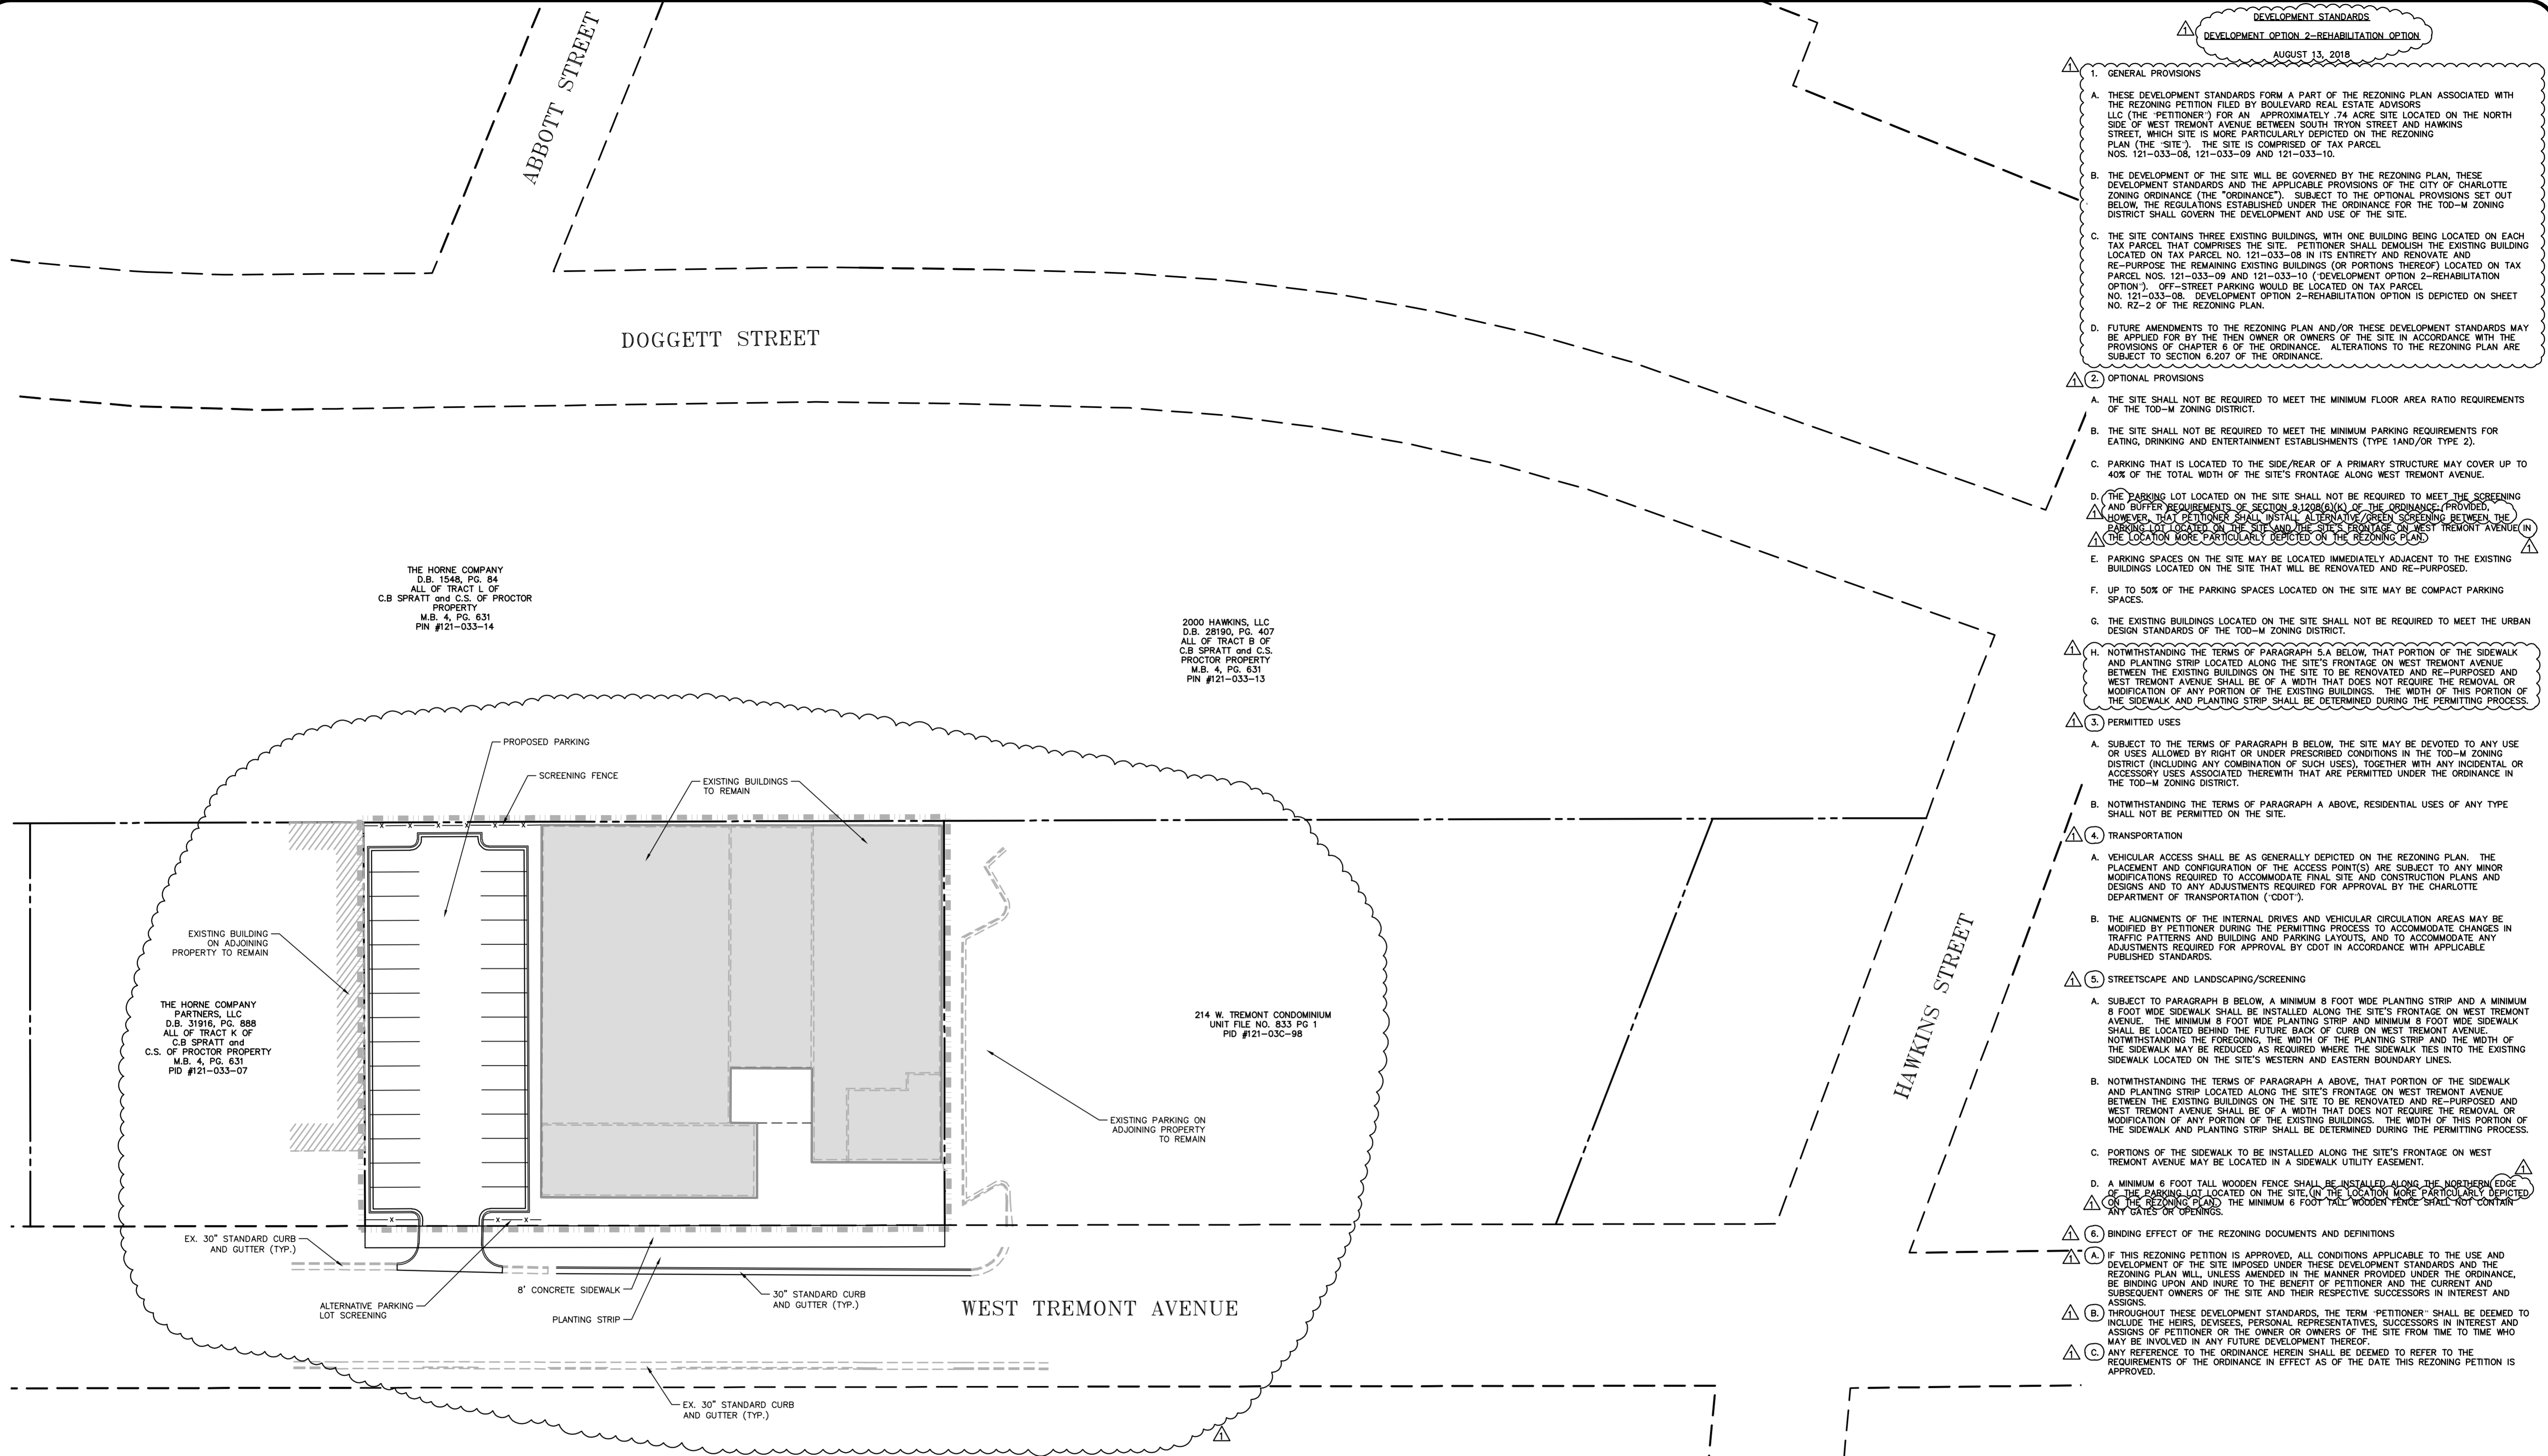 ABBOTT STREET
DOGGETT STREET
THE HORNE COMPANY
D.B. 1548, PG. 84
ALL OF TRACT L OF
C.B SPRATT and C.S. OF PROCTOR
PROPERTY
M.B. 4, PG. 631
PIN #121-033-14
2000 HAWKINS, LLC
D.B. 28190, PG. 407
ALL OF TRACT B OF
C.B SPRATT and C.S.
PROCTOR PROPERTY
M.B. 4, PG. 631
PIN #121-033-13
PROPOSED PARKING
SCREENING FENCE
EXISTING BUILDINGS
TO REMAIN
EXISTING BUILDING
ON ADJOINING
PROPERTY TO REMAIN
THE HORNE COMPANY
PARTNERS, LLC
D.B. 31916, PG. 888
ALL OF TRACT K OF
C.B SPRATT and
C.S. OF PROCTOR PROPERTY
M.B. 4, PG. 631
PID #121-033-07
214 W. TREMONT CONDOMINIUM
UNIT FILE NO. 833 PG 1
PID #121-03C-98
EXISTING PARKING ON
ADJOINING PROPERTY
TO REMAIN
HAWKINS STREET
EX. 30" STANDARD CURB
AND GUTTER (TYP.)
ALTERNATIVE PARKING
LOT SCREENING
8' CONCRETE SIDEWALK
PLANTING STRIP
30" STANDARD CURB
AND GUTTER (TYP.)
WEST TREMONT AVENUE
EX. 30" STANDARD CURB
AND GUTTER (TYP.)
1
DEVELOPMENT STANDARDS
1 DEVELOPMENT OPTION 2-REHABILITATION OPTION
AUGUST 13, 2018
1 1. GENERAL PROVISIONS
A. THESE DEVELOPMENT STANDARDS FORM A PART OF THE REZONING PLAN ASSOCIATED WITH
THE REZONING PETITION FILED BY BOULEVARD REAL ESTATE ADVISORS
LLC (THE "PETITIONER") FOR AN APPROXIMATELY .74 ACRE SITE LOCATED ON THE NORTH
SIDE OF WEST TREMONT AVENUE BETWEEN SOUTH TRYON STREET AND HAWKINS
STREET, WHICH SITE IS MORE PARTICULARLY DEPICTED ON THE REZONING
PLAN (THE "SITE"). THE SITE IS COMPRISED OF TAX PARCEL
NOS. 121-033-08, 121-033-09 AND 121-033-10.
B. THE DEVELOPMENT OF THE SITE WILL BE GOVERNED BY THE REZONING PLAN, THESE
DEVELOPMENT STANDARDS AND THE APPLICABLE PROVISIONS OF THE CITY OF CHARLOTTE
ZONING ORDINANCE (THE "ORDINANCE"). SUBJECT TO THE OPTIONAL PROVISIONS SET OUT
BELOW, THE REGULATIONS ESTABLISHED UNDER THE ORDINANCE FOR THE TOD-M ZONING
DISTRICT SHALL GOVERN THE DEVELOPMENT AND USE OF THE SITE.
C. THE SITE CONTAINS THREE EXISTING BUILDINGS, WITH ONE BUILDING BEING LOCATED ON EACH
TAX PARCEL THAT COMPRISES THE SITE. PETITIONER SHALL DEMOLISH THE EXISTING BUILDING
LOCATED ON TAX PARCEL NO. 121-033-08 IN ITS ENTIRETY AND RENOVATE AND
RE-PURPOSE THE REMAINING EXISTING BUILDINGS (OR PORTIONS THEREOF) LOCATED ON TAX
PARCEL NOS. 121-033-09 AND 121-033-10 ("DEVELOPMENT OPTION 2-REHABILITATION
OPTION"). OFF-STREET PARKING WOULD BE LOCATED ON TAX PARCEL
NO. 121-033-08. DEVELOPMENT OPTION 2-REHABILITATION OPTION IS DEPICTED ON SHEET
NO. RZ-2 OF THE REZONING PLAN.
D. FUTURE AMENDMENTS TO THE REZONING PLAN AND/OR THESE DEVELOPMENT STANDARDS MAY
BE APPLIED FOR BY THE THEN OWNER OR OWNERS OF THE SITE IN ACCORDANCE WITH THE
PROVISIONS OF CHAPTER 6 OF THE ORDINANCE. ALTERATIONS TO THE REZONING PLAN ARE
SUBJECT TO SECTION 6.207 OF THE ORDINANCE.
1 2. OPTIONAL PROVISIONS
A. THE SITE SHALL NOT BE REQUIRED TO MEET THE MINIMUM FLOOR AREA RATIO REQUIREMENTS
OF THE TOD-M ZONING DISTRICT.
B. THE SITE SHALL NOT BE REQUIRED TO MEET THE MINIMUM PARKING REQUIREMENTS FOR
EATING, DRINKING AND ENTERTAINMENT ESTABLISHMENTS (TYPE 1AND/OR TYPE 2).
C. PARKING THAT IS LOCATED TO THE SIDE/REAR OF A PRIMARY STRUCTURE MAY COVER UP TO
40% OF THE TOTAL WIDTH OF THE SITE'S FRONTAGE ALONG WEST TREMONT AVENUE.
D. THE PARKING LOT LOCATED ON THE SITE SHALL NOT BE REQUIRED TO MEET THE SCREENING
AND BUFFER REQUIREMENTS OF SECTION 9.1208(6)(K) OF THE ORDINANCE; PROVIDED,
1 HOWEVER, THAT PETITIONER SHALL INSTALL ALTERNATIVE/GREEN SCREENING BETWEEN THE
PARKING LOT LOCATED ON THE SITE AND THE SITE'S FRONTAGE ON WEST TREMONT AVENUE IN
1 THE LOCATION MORE PARTICULARLY DEPICTED ON THE REZONING PLAN. 1
E. PARKING SPACES ON THE SITE MAY BE LOCATED IMMEDIATELY ADJACENT TO THE EXISTING
BUILDINGS LOCATED ON THE SITE THAT WILL BE RENOVATED AND RE-PURPOSED.
F. UP TO 50% OF THE PARKING SPACES LOCATED ON THE SITE MAY BE COMPACT PARKING
SPACES.
G. THE EXISTING BUILDINGS LOCATED ON THE SITE SHALL NOT BE REQUIRED TO MEET THE URBAN
DESIGN STANDARDS OF THE TOD-M ZONING DISTRICT.
1 H. NOTWITHSTANDING THE TERMS OF PARAGRAPH 5.A BELOW, THAT PORTION OF THE SIDEWALK
AND PLANTING STRIP LOCATED ALONG THE SITE'S FRONTAGE ON WEST TREMONT AVENUE
BETWEEN THE EXISTING BUILDINGS ON THE SITE TO BE RENOVATED AND RE-PURPOSED AND
WEST TREMONT AVENUE SHALL BE OF A WIDTH THAT DOES NOT REQUIRE THE REMOVAL OR
MODIFICATION OF ANY PORTION OF THE EXISTING BUILDINGS. THE WIDTH OF THIS PORTION OF
THE SIDEWALK AND PLANTING STRIP SHALL BE DETERMINED DURING THE PERMITTING PROCESS.
1 3. PERMITTED USES
A. SUBJECT TO THE TERMS OF PARAGRAPH B BELOW, THE SITE MAY BE DEVOTED TO ANY USE
OR USES ALLOWED BY RIGHT OR UNDER PRESCRIBED CONDITIONS IN THE TOD-M ZONING
DISTRICT (INCLUDING ANY COMBINATION OF SUCH USES), TOGETHER WITH ANY INCIDENTAL OR
ACCESSORY USES ASSOCIATED THEREWITH THAT ARE PERMITTED UNDER THE ORDINANCE IN
THE TOD-M ZONING DISTRICT.
B. NOTWITHSTANDING THE TERMS OF PARAGRAPH A ABOVE, RESIDENTIAL USES OF ANY TYPE
SHALL NOT BE PERMITTED ON THE SITE.
1 4. TRANSPORTATION
A. VEHICULAR ACCESS SHALL BE AS GENERALLY DEPICTED ON THE REZONING PLAN. THE
PLACEMENT AND CONFIGURATION OF THE ACCESS POINT(S) ARE SUBJECT TO ANY MINOR
MODIFICATIONS REQUIRED TO ACCOMMODATE FINAL SITE AND CONSTRUCTION PLANS AND
DESIGNS AND TO ANY ADJUSTMENTS REQUIRED FOR APPROVAL BY THE CHARLOTTE
DEPARTMENT OF TRANSPORTATION ("CDOT").
B. THE ALIGNMENTS OF THE INTERNAL DRIVES AND VEHICULAR CIRCULATION AREAS MAY BE
MODIFIED BY PETITIONER DURING THE PERMITTING PROCESS TO ACCOMMODATE CHANGES IN
TRAFFIC PATTERNS AND BUILDING AND PARKING LAYOUTS, AND TO ACCOMMODATE ANY
ADJUSTMENTS REQUIRED FOR APPROVAL BY CDOT IN ACCORDANCE WITH APPLICABLE
PUBLISHED STANDARDS.
1 5. STREETSCAPE AND LANDSCAPING/SCREENING
A. SUBJECT TO PARAGRAPH B BELOW, A MINIMUM 8 FOOT WIDE PLANTING STRIP AND A MINIMUM
8 FOOT WIDE SIDEWALK SHALL BE INSTALLED ALONG THE SITE'S FRONTAGE ON WEST TREMONT
AVENUE. THE MINIMUM 8 FOOT WIDE PLANTING STRIP AND MINIMUM 8 FOOT WIDE SIDEWALK
SHALL BE LOCATED BEHIND THE FUTURE BACK OF CURB ON WEST TREMONT AVENUE.
NOTWITHSTANDING THE FOREGOING, THE WIDTH OF THE PLANTING STRIP AND THE WIDTH OF
THE SIDEWALK MAY BE REDUCED AS REQUIRED WHERE THE SIDEWALK TIES INTO THE EXISTING
SIDEWALK LOCATED ON THE SITE'S WESTERN AND EASTERN BOUNDARY LINES.
B. NOTWITHSTANDING THE TERMS OF PARAGRAPH A ABOVE, THAT PORTION OF THE SIDEWALK
AND PLANTING STRIP LOCATED ALONG THE SITE'S FRONTAGE ON WEST TREMONT AVENUE
BETWEEN THE EXISTING BUILDINGS ON THE SITE TO BE RENOVATED AND RE-PURPOSED AND
WEST TREMONT AVENUE SHALL BE OF A WIDTH THAT DOES NOT REQUIRE THE REMOVAL OR
MODIFICATION OF ANY PORTION OF THE EXISTING BUILDINGS. THE WIDTH OF THIS PORTION OF
THE SIDEWALK AND PLANTING STRIP SHALL BE DETERMINED DURING THE PERMITTING PROCESS.
C. PORTIONS OF THE SIDEWALK TO BE INSTALLED ALONG THE SITE'S FRONTAGE ON WEST
TREMONT AVENUE MAY BE LOCATED IN A SIDEWALK UTILITY EASEMENT. 1
D. A MINIMUM 6 FOOT TALL WOODEN FENCE SHALL BE INSTALLED ALONG THE NORTHERN EDGE
OF THE PARKING LOT LOCATED ON THE SITE, IN THE LOCATION MORE PARTICULARLY DEPICTED
1 ON THE REZONING PLAN. THE MINIMUM 6 FOOT TALL WOODEN FENCE SHALL NOT CONTAIN
ANY GATES OR OPENINGS.
1 6. BINDING EFFECT OF THE REZONING DOCUMENTS AND DEFINITIONS
1 A. IF THIS REZONING PETITION IS APPROVED, ALL CONDITIONS APPLICABLE TO THE USE AND
DEVELOPMENT OF THE SITE IMPOSED UNDER THESE DEVELOPMENT STANDARDS AND THE
REZONING PLAN WILL, UNLESS AMENDED IN THE MANNER PROVIDED UNDER THE ORDINANCE,
BE BINDING UPON AND INURE TO THE BENEFIT OF PETITIONER AND THE CURRENT AND
SUBSEQUENT OWNERS OF THE SITE AND THEIR RESPECTIVE SUCCESSORS IN INTEREST AND
ASSIGNS.
1 B. THROUGHOUT THESE DEVELOPMENT STANDARDS, THE TERM "PETITIONER" SHALL BE DEEMED TO
INCLUDE THE HEIRS, DEVISEES, PERSONAL REPRESENTATIVES, SUCCESSORS IN INTEREST AND
ASSIGNS OF PETITIONER OR THE OWNER OR OWNERS OF THE SITE FROM TIME TO TIME WHO
MAY BE INVOLVED IN ANY FUTURE DEVELOPMENT THEREOF.
1 C. ANY REFERENCE TO THE ORDINANCE HEREIN SHALL BE DEEMED TO REFER TO THE
REQUIREMENTS OF THE ORDINANCE IN EFFECT AS OF THE DATE THIS REZONING PETITION IS
APPROVED.